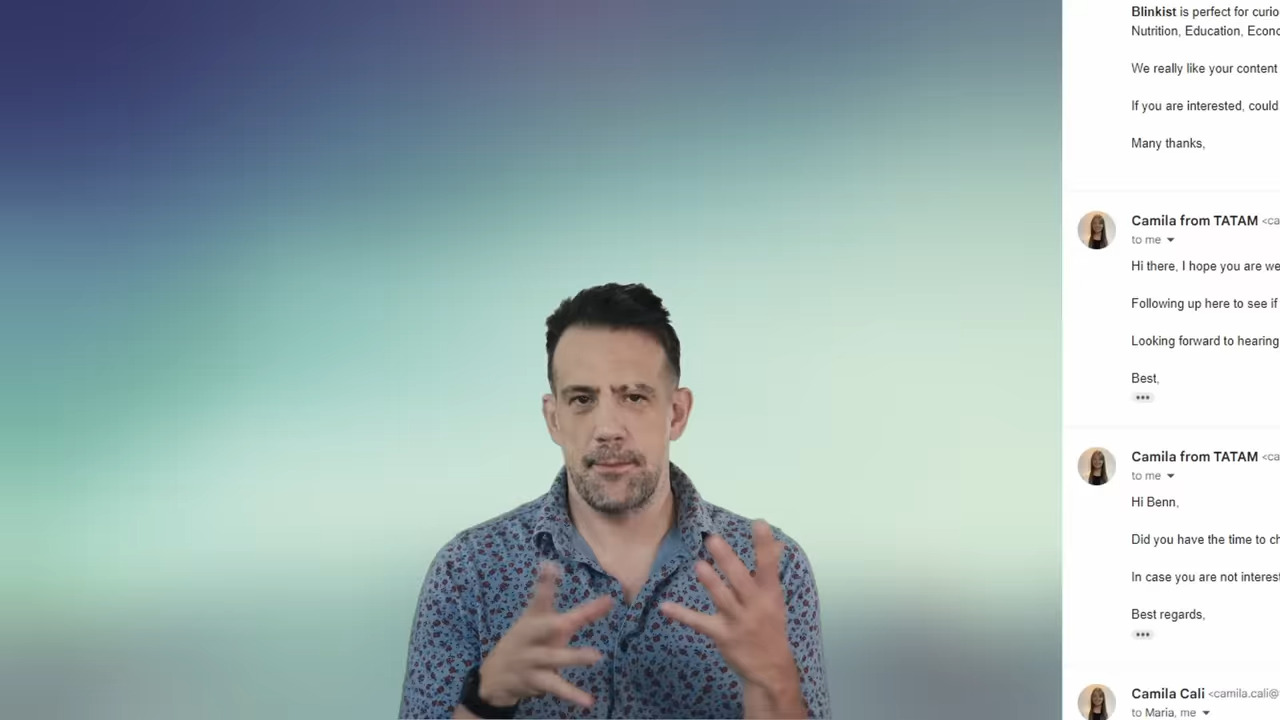 Blinkist is perfect for curio
Nutrition, Education, Econo
We really like your content
If you are interested, could
Many thanks,
Camila from TATAM <ca
to me
Hi there, I hope you are we
Following up here to see if
Looking forward to hearing
Best,
Camila from TATAM <ca
to me
Hi Benn,
Did you have the time to ch
In case you are not interest
Best regards,
Camila Cali <camila.cali@
to Maria, me